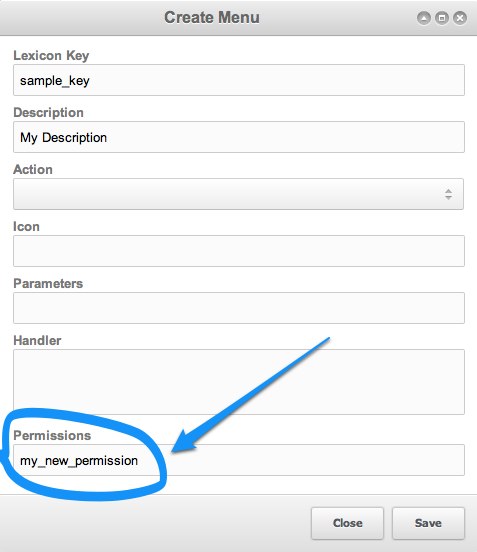 Create Menu
Lexicon Key
sample_key
Description
My Description
Action
Icon
Parameters
Handler
Permissions
my_new_permission
Close Save